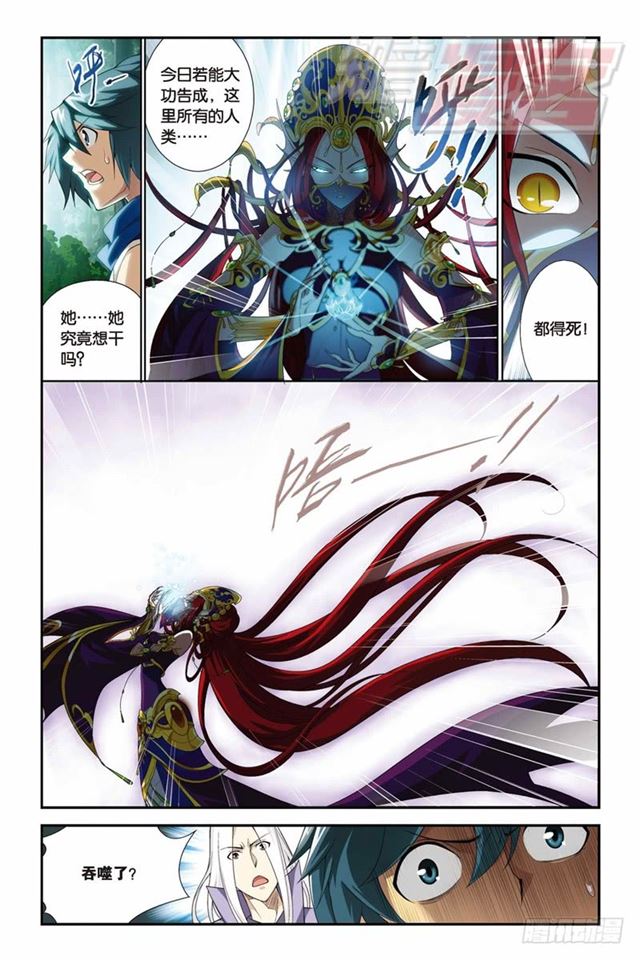 呼—
今日若能大
功告成，这
里所有的人
类……
呼!!
都得死！
她……她
究竟想干
吗？
唔—!!
吞噬了？
腾讯动漫